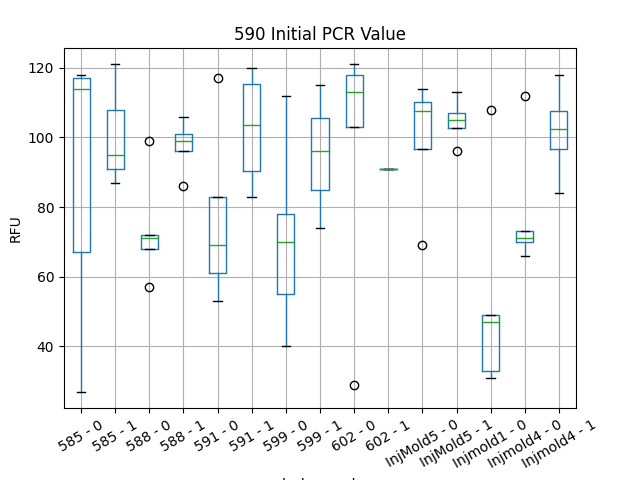 590 Initial PCR Value
RFU
120
100
80
60
40
585 - 0
585 - 1
588 - 0
588 - 1
591 - 0
591 - 1
599 - 0
599 - 1
602 - 0
602 - 1
InjMold5 - 0
InjMold5 - 1
Injmold1 - 0
Injmold4 - 0
Injmold4 - 1